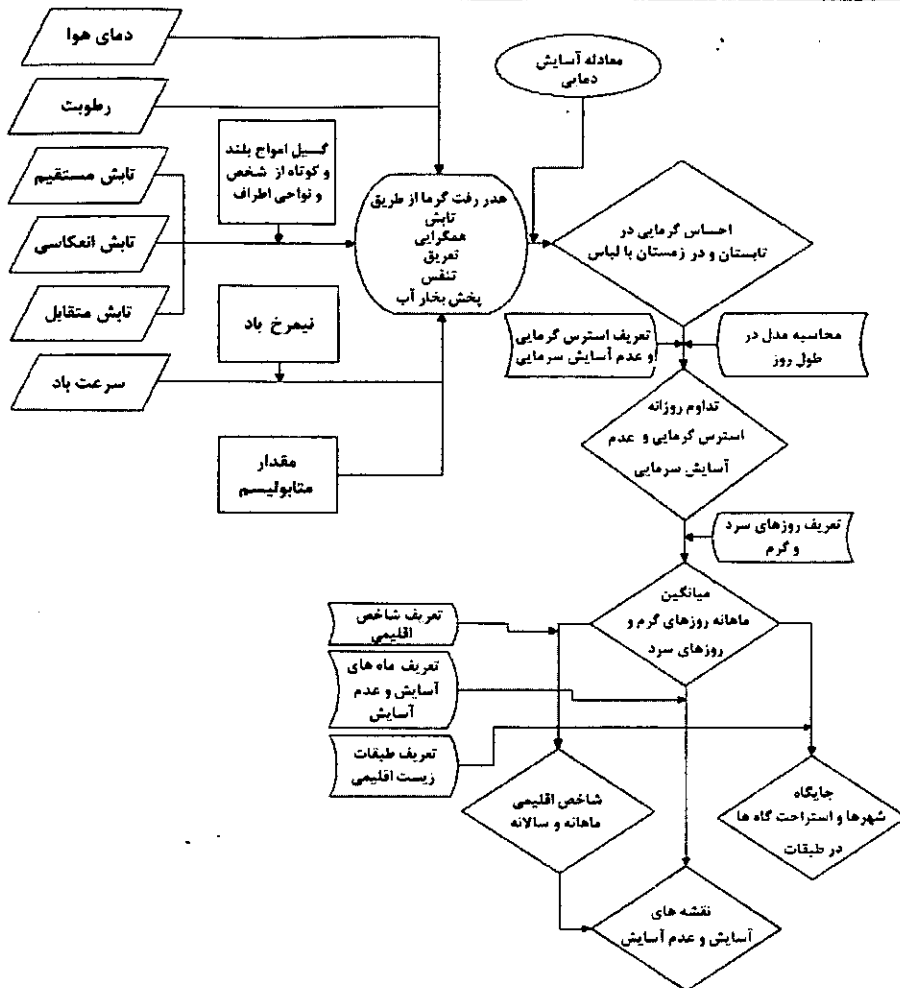 دمای هوا
رطوبت
تابش مستقیم
تابش انعکاسی
تابش متقابل
سرعت باد
گسیل امواج بلند
و کوتاه از شخص
و نواحی اطراف
نیمرخ باد
مقدار
متابولیسم
هدر رفت گرما از طریق
تابش
همگرایی
تعریق
تنفس
پخش بخار آب
معادله آسایش
دمایی
احساس گرمایی در
تابستان و در زمستان با لباس
تعریف استرس گرمایی
و عدم آسایش سرمایی
محاسبه مدل در
طول روز
تداوم روزانه
استرس گرمایی و عدم
آسایش سرمایی
تعریف روزهای سرد
و گرم
میانگین
ماهانه روزهای گرم و
روزهای سرد
تعریف شاخص
اقلیمی
تعریف ماه های
آسایش و عدم
آسایش
تعریف طبقات
زیست اقلیمی
شاخص اقلیمی
ماهانه و سالانه
جایگاه
شهرها و استراحت گاه ها
در طبقات
نقشه های
آسایش و عدم آسایش